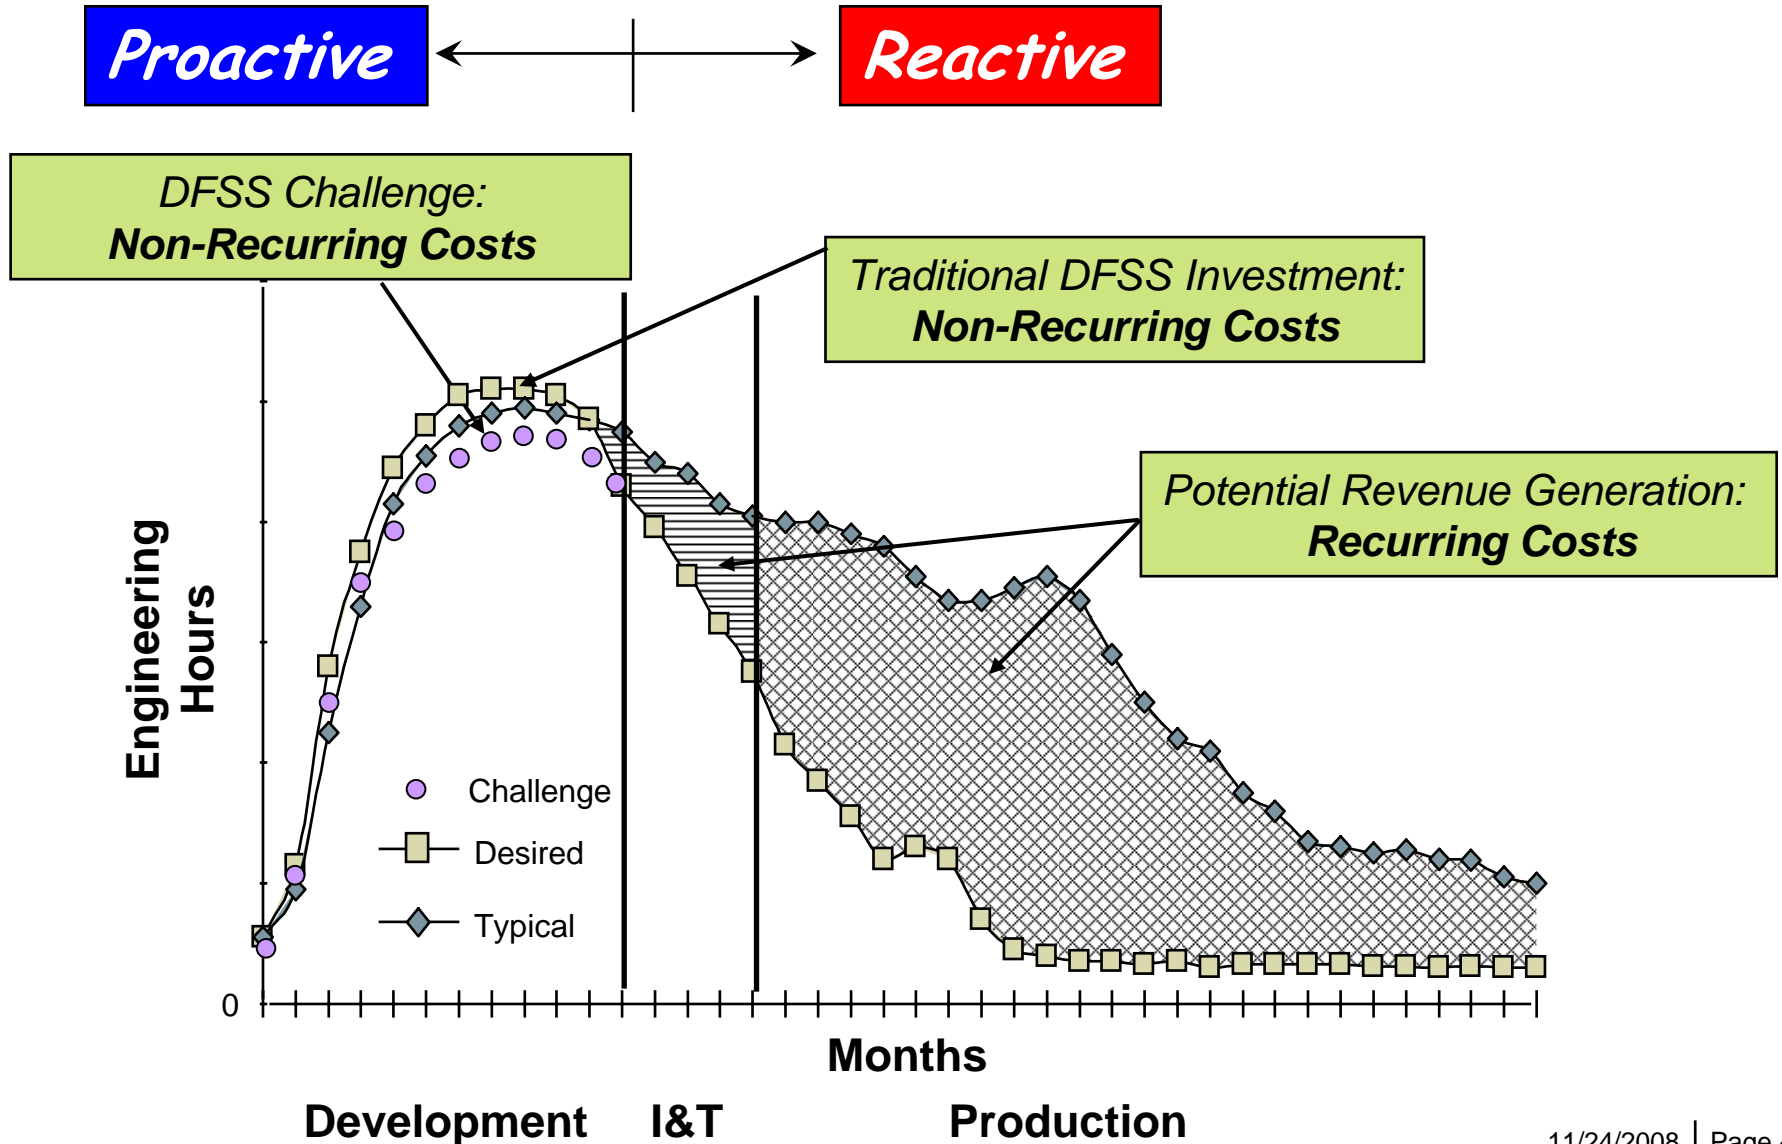 Proactive
Reactive
DFSS Challenge:
Non-Recurring Costs
Traditional DFSS Investment:
Non-Recurring Costs
Potential Revenue Generation:
Recurring Costs
Engineering
Hours
Challenge
Desired
Typical
0
Months
Development I&T Production
11/24/2008 Page